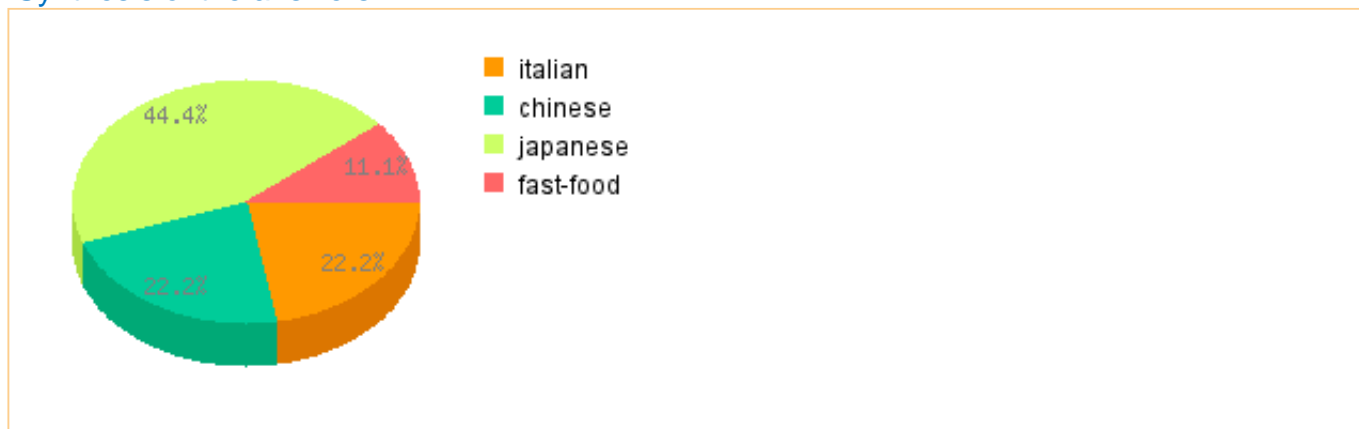 44.4%
11.1%
22.2%
22.2%
italian
chinese
japanese
fast-food